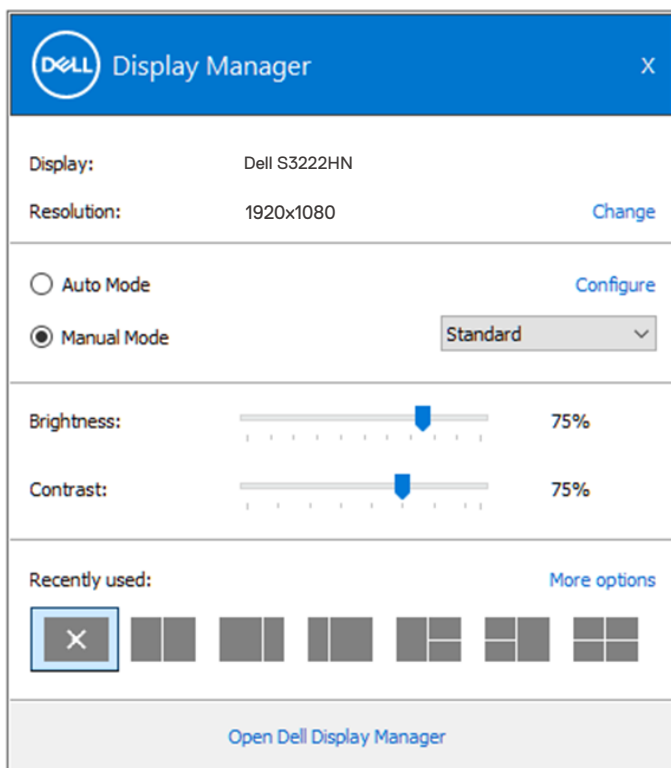 DELL Display Manager X
Display: Dell S3222HN
Resolution: 1920x1080 Change
Auto Mode Configure
Manual Mode Standard
Brightness: 75%
Contrast: 75%
Recently used: More options
Open Dell Display Manager